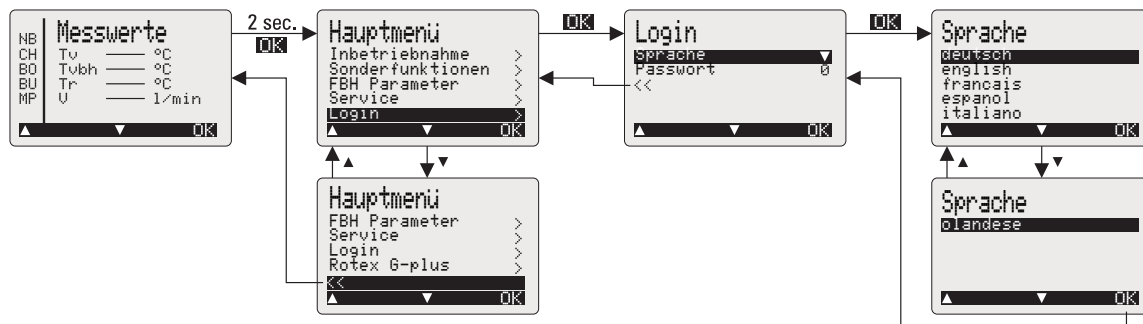 NB
CH
BO
BU
MP
Messwerte
Tv °C
Tvbh °C
Tr °C
V l/min
▲ ▼ OK
2 sec.
OK
Hauptmenü
Inbetriebnahme >
Sonderfunktionen >
FBH Parameter >
Service >
Login >
▲ ▼ OK
OK
Login
Sprache ▼
Passwort 0
<<
▲ ▼ OK
OK
Sprache
deutsch
english
francais
espanol
italiano
▲ ▼ OK
▲ ▼
Hauptmenü
FBH Parameter >
Service >
Login >
Rotex G-plus >
<<
▲ ▼ OK
▲ ▼
Sprache
olandese
▲ ▼ OK